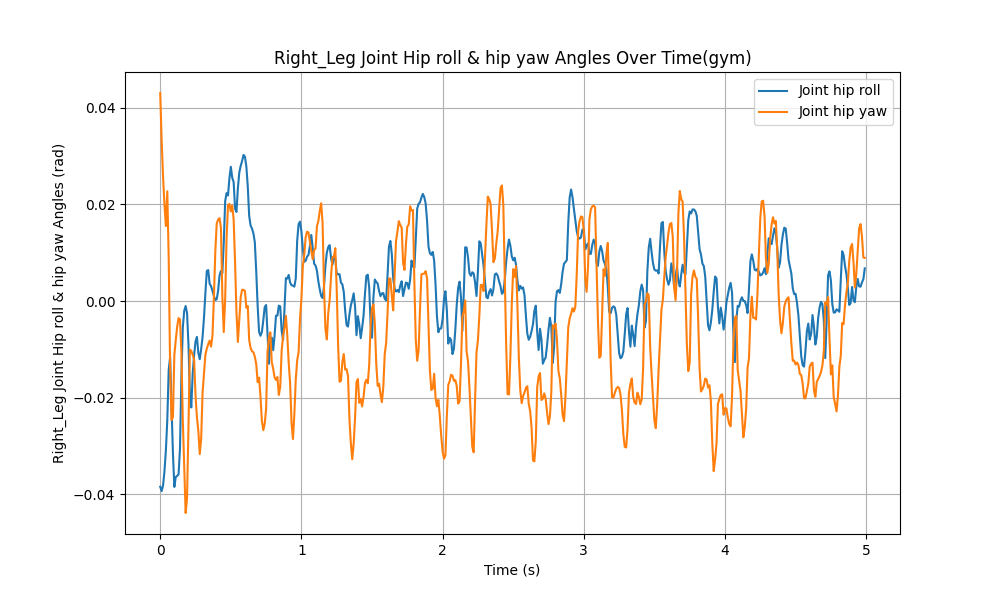 Right_Leg Joint Hip roll & hip yaw Angles Over Time(gym)
Joint hip roll
Joint hip yaw
Right_Leg Joint Hip roll & hip yaw Angles (rad)
0.04
0.02
0.00
−0.02
−0.04
0 1 2 3 4 5
Time (s)